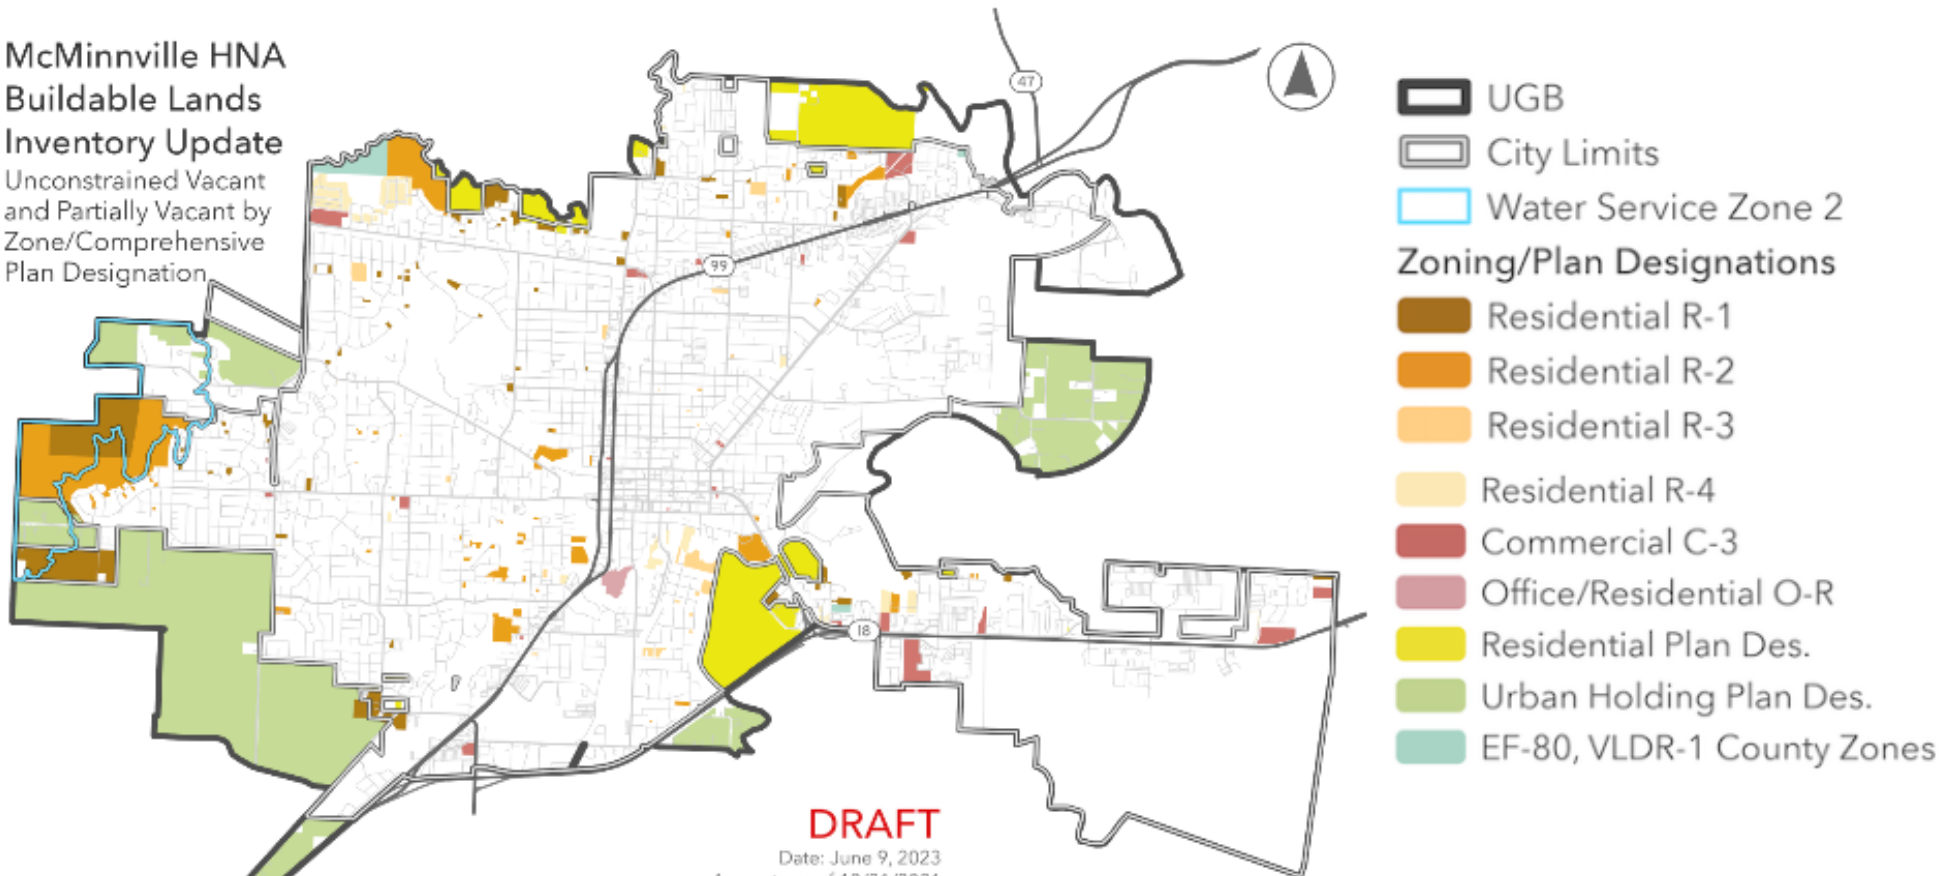 McMinnville HNA
Buildable Lands
Inventory Update
Unconstrained Vacant
and Partially Vacant by
Zone/Comprehensive
Plan Designation
47
99
18
UGB
City Limits
Water Service Zone 2
Zoning/Plan Designations
Residential R-1
Residential R-2
Residential R-3
Residential R-4
Commercial C-3
Office/Residential O-R
Residential Plan Des.
Urban Holding Plan Des.
EF-80, VLDR-1 County Zones
DRAFT
Date: June 9, 2023